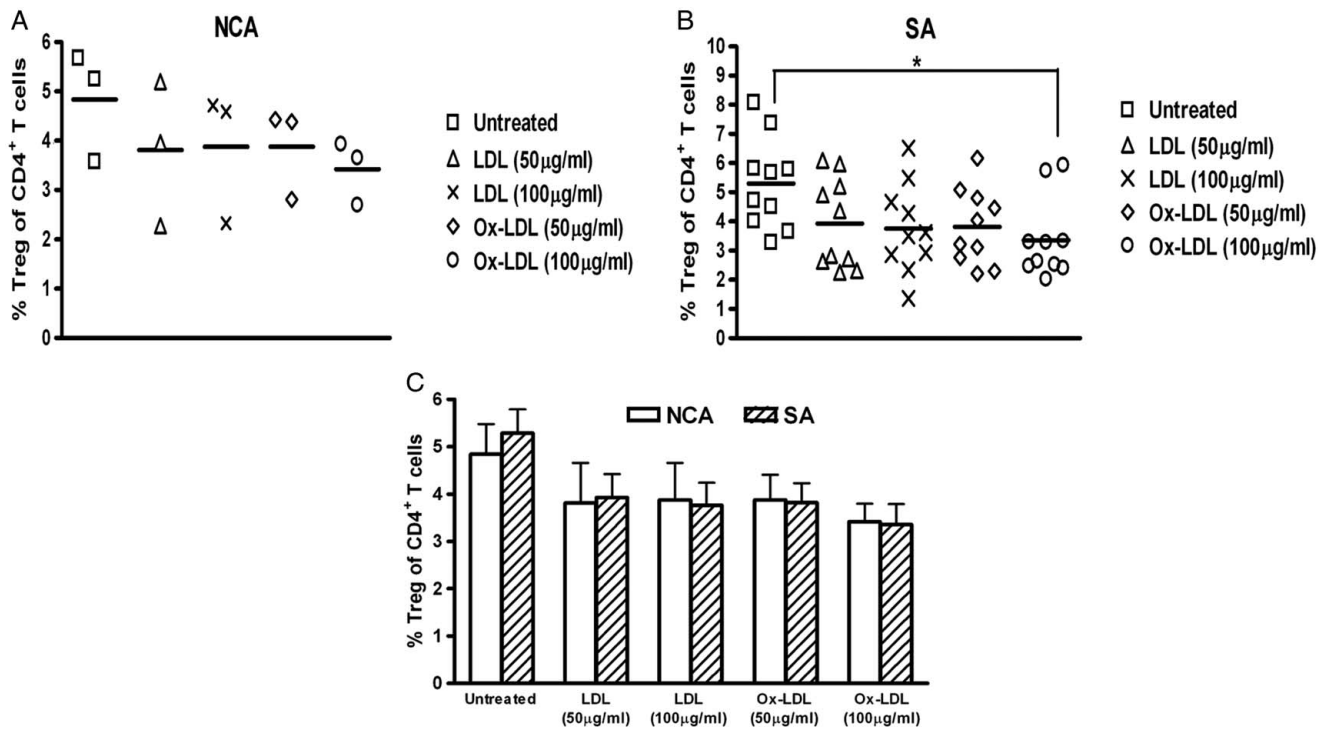 A
NCA
% Treg of CD4⁺ T cells
6
5
4
3
2
1
0
Untreated
LDL (50μg/ml)
LDL (100μg/ml)
Ox-LDL (50μg/ml)
Ox-LDL (100μg/ml)
B
SA
*
% Treg of CD4⁺ T cells
10
9
8
7
6
5
4
3
2
1
0
Untreated
LDL (50μg/ml)
LDL (100μg/ml)
Ox-LDL (50μg/ml)
Ox-LDL (100μg/ml)
C
NCA SA
% Treg of CD4⁺ T cells
6
5
4
3
2
1
0
Untreated LDL LDL Ox-LDL Ox-LDL
(50μg/ml) (100μg/ml) (50μg/ml) (100μg/ml)